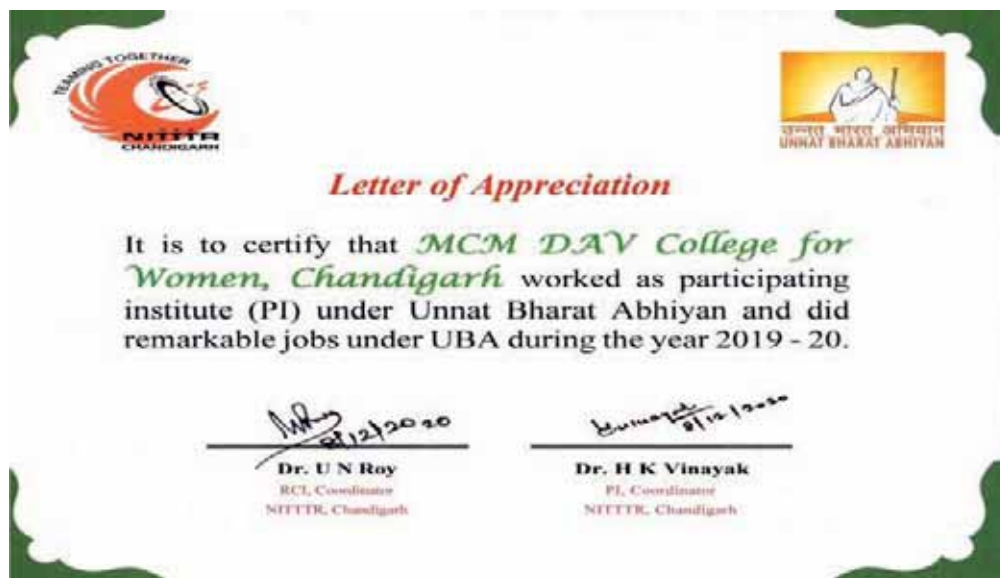 TEAMING TOGETHER
NITTTR
CHANDIGARH
उन्नत भारत अभियान
UNNAT BHARAT ABHIYAN
Letter of Appreciation
It is to certify that MCM DAV College for
Women, Chandigarh worked as participating
institute (PI) under Unnat Bharat Abhiyan and did
remarkable jobs under UBA during the year 2019 - 20.
8/12/2020
8/12/2020
Dr. U N Roy
Dr. H K Vinayak
RCI, Coordinator
PI, Coordinator
NITTTR, Chandigarh
NITTTR, Chandigarh